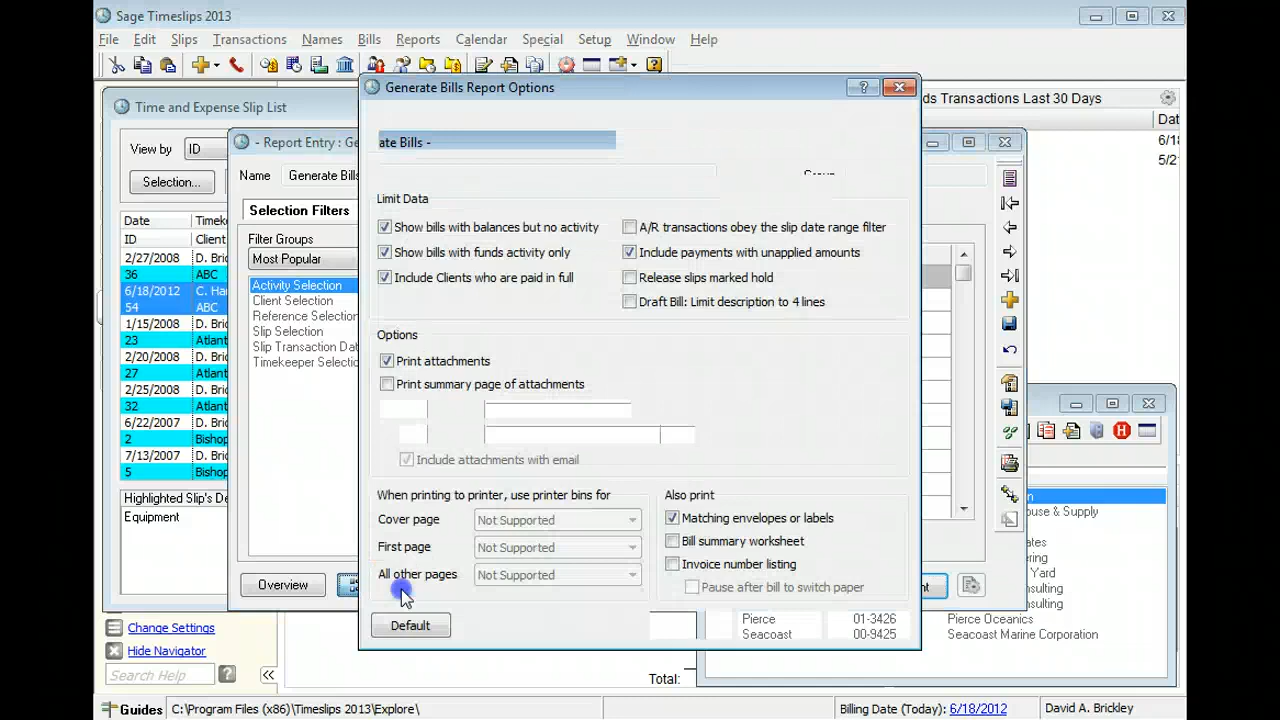 Sage Timeslips 2013
File Edit Slips Transactions Names Bills Reports Calendar Special Setup Window Help
Time and Expense Slip List
View by ID
Selection...
Date Timeke
ID Client
2/27/2008 D. Bric
36 ABC
6/18/2012 C. Har
54 ABC
1/15/2008 D. Bric
23 Atlant
2/20/2008 D. Bric
27 Atlant
2/25/2008 D. Bric
32 Atlant
6/22/2007 D. Bric
2 Bishop
7/13/2007 D. Bric
5 Bishop
Highlighted Slip's De
Equipment
Change Settings
Hide Navigator
Search Help
- Report Entry : Ge
Name Generate Bills
Selection Filters
Filter Groups
Most Popular
Activity Selection
Client Selection
Reference Selection
Slip Selection
Slip Transaction Dat
Timekeeper Selectio
Overview
Generate Bills Report Options
ate Bills -
Limit Data
Show bills with balances but no activity
Show bills with funds activity only
Include Clients who are paid in full
A/R transactions obey the slip date range filter
Include payments with unapplied amounts
Release slips marked hold
Draft Bill: Limit description to 4 lines
Options
Print attachments
Print summary page of attachments
Include attachments with email
When printing to printer, use printer bins for
Cover page Not Supported
First page Not Supported
All other pages Not Supported
Also print
Matching envelopes or labels
Bill summary worksheet
Invoice number listing
Pause after bill to switch paper
Default
ds Transactions Last 30 Days
Dat
6/18
5/2
n
ouse & Supply
ates
ering
Yard
nsulting
nsulting
Pierce 01-3426 Pierce Oceanics
Seacoast 00-9425 Seacoast Marine Corporation
Total:
Guides C:\Program Files (x86)\Timeslips 2013\Explore\ Billing Date (Today): 6/18/2012 David A. Brickley